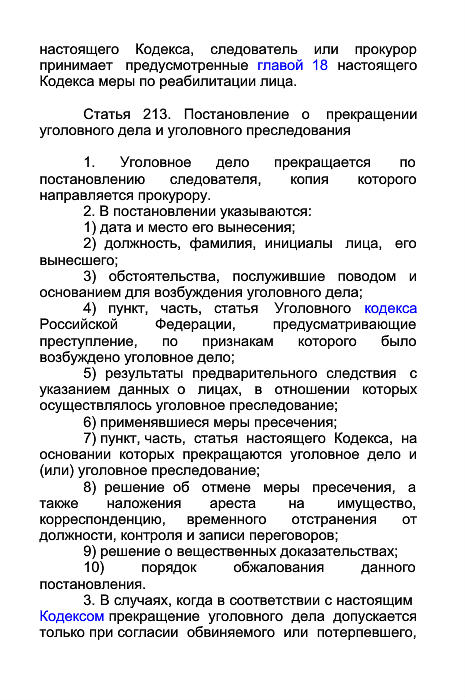 настоящего Кодекса, следователь или прокурор
принимает предусмотренные главой 18 настоящего
Кодекса меры по реабилитации лица.
Статья 213. Постановление о прекращении
уголовного дела и уголовного преследования
1. Уголовное дело прекращается по
постановлению следователя, копия которого
направляется прокурору.
2. В постановлении указываются:
1) дата и место его вынесения;
2) должность, фамилия, инициалы лица, его
вынесшего;
3) обстоятельства, послужившие поводом и
основанием для возбуждения уголовного дела;
4) пункт, часть, статья Уголовного кодекса
Российской Федерации, предусматривающие
преступление, по признакам которого было
возбуждено уголовное дело;
5) результаты предварительного следствия с
указанием данных о лицах, в отношении которых
осуществлялось уголовное преследование;
6) применявшиеся меры пресечения;
7) пункт, часть, статья настоящего Кодекса, на
основании которых прекращаются уголовное дело и
(или) уголовное преследование;
8) решение об отмене меры пресечения, а
также наложения ареста на имущество,
корреспонденцию, временного отстранения от
должности, контроля и записи переговоров;
9) решение о вещественных доказательствах;
10) порядок обжалования данного
постановления.
3. В случаях, когда в соответствии с настоящим
Кодексом прекращение уголовного дела допускается
только при согласии обвиняемого или потерпевшего,